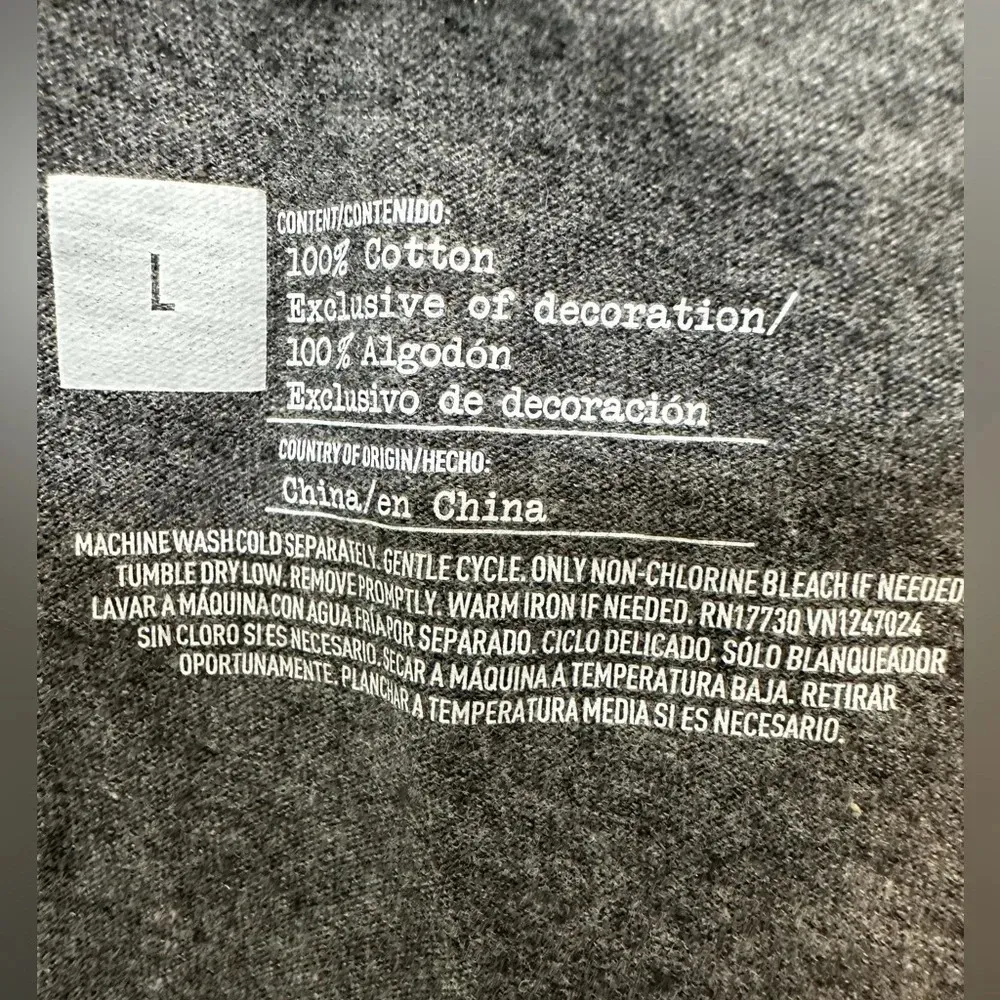 L
CONTENT/CONTENIDO:
100% Cotton
Exclusive of decoration/
100% Algodón
Exclusivo de decoración
COUNTRY OF ORIGIN/HECHO:
China/en China
MACHINE WASH COLD SEPARATELY. GENTLE CYCLE. ONLY NON-CHLORINE BLEACH IF NEEDED
TUMBLE DRY LOW. REMOVE PROMPTLY. WARM IRON IF NEEDED. RN17730 VN1247024
LAVAR A MÁQUINA CON AGUA FRÍA POR SEPARADO. CICLO DELICADO. SÓLO BLANQUEADOR
SIN CLORO SI ES NECESARIO. SECAR A MÁQUINA A TEMPERATURA BAJA. RETIRAR
OPORTUNAMENTE. PLANCHAR A TEMPERATURA MEDIA SI ES NECESARIO.